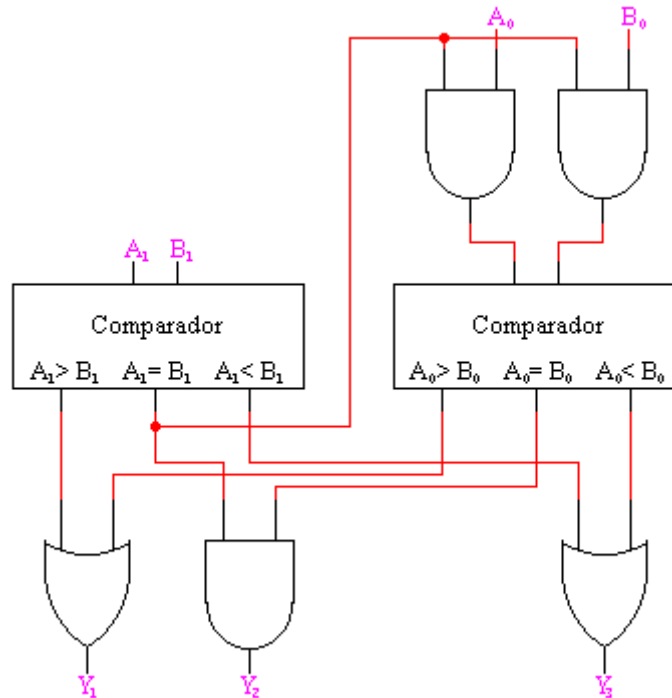 A₀ B₀
A₁ B₁
Comparador
A₁> B₁ A₁= B₁ A₁< B₁
Comparador
A₀> B₀ A₀= B₀ A₀< B₀
Y₁ Y₂ Y₃